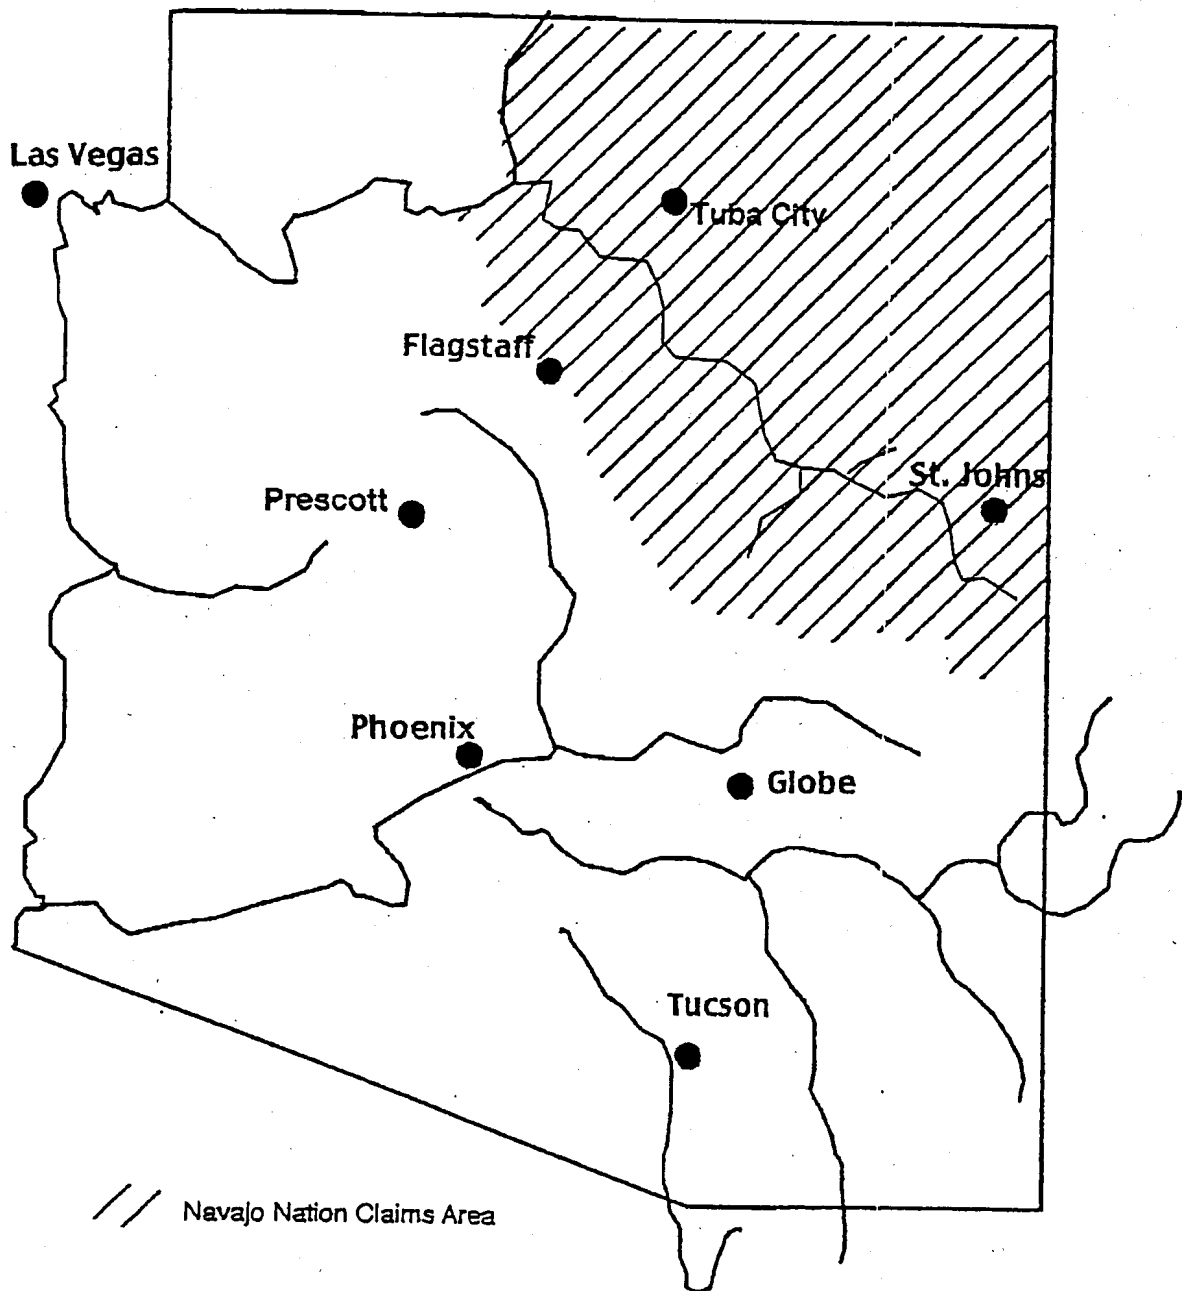 Las Vegas
Tuba City
Flagstaff
St. Johns
Prescott
Phoenix
Globe
Tucson
Navajo Nation Claims Area